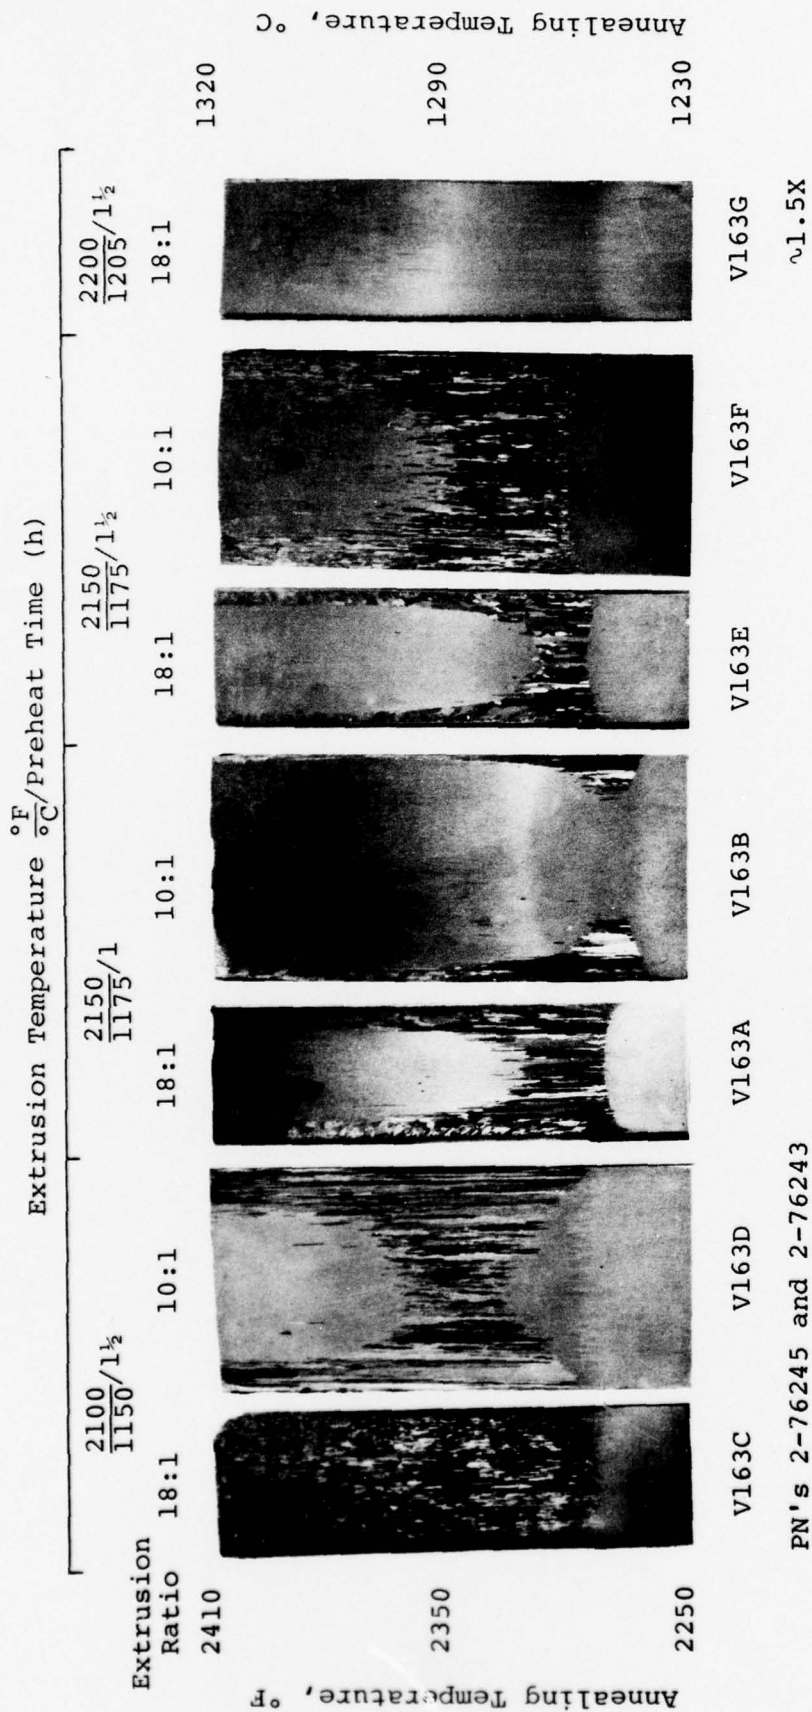 Extrusion Temperature °F/°C/Preheat Time (h)
2100/1150/1½ 2150/1175/1 2150/1175/1½ 2200/1205/1½
Extrusion
Ratio 18:1 10:1 18:1 10:1 18:1 10:1 18:1
2410 1320
2350 1290
2250 1230
Annealing Temperature, °F
Annealing Temperature, °C
V163C V163D V163A V163B V163E V163F V163G
PN's 2-76245 and 2-76243 ~1.5X